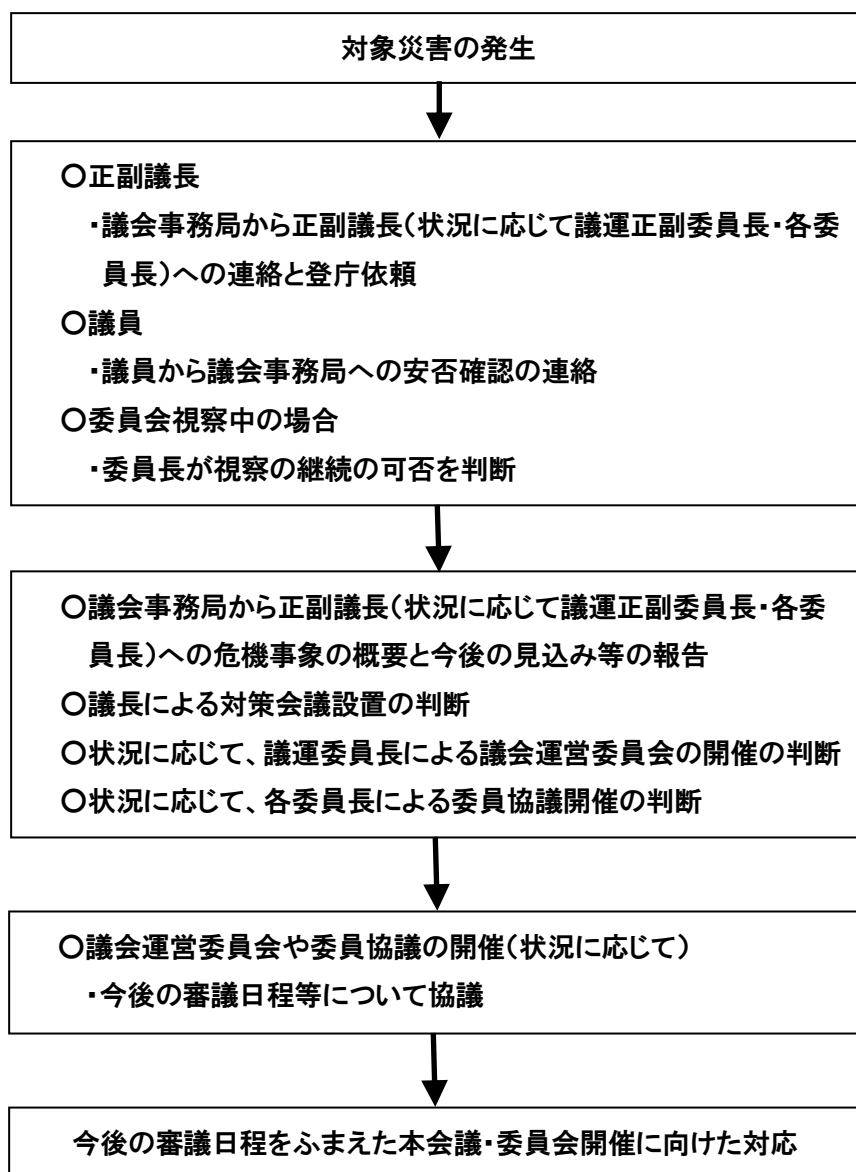 対象災害の発生
○正副議長
・議会事務局から正副議長（状況に応じて議運正副委員長・各委
員長）への連絡と登庁依頼
○議員
・議員から議会事務局への安否確認の連絡
○委員会視察中の場合
・委員長が視察の継続の可否を判断
○議会事務局から正副議長（状況に応じて議運正副委員長・各委
員長）への危機事象の概要と今後の見込み等の報告
○議長による対策会議設置の判断
○状況に応じて、議運委員長による議会運営委員会の開催の判断
○状況に応じて、各委員長による委員協議開催の判断
○議会運営委員会や委員協議の開催（状況に応じて）
・今後の審議日程等について協議
今後の審議日程をふまえた本会議・委員会開催に向けた対応